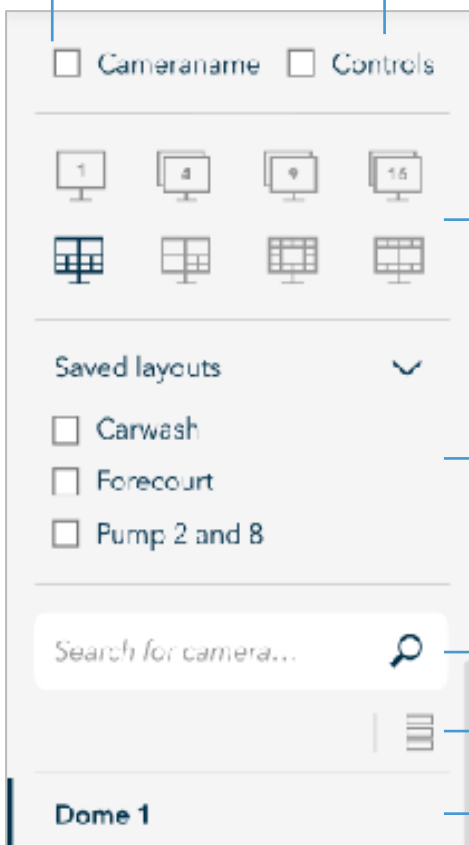 Cameraname Controls
1 4 9 16
Saved layouts
Carwash
Forecourt
Pump 2 and 8
Search for camera...
Dome 1